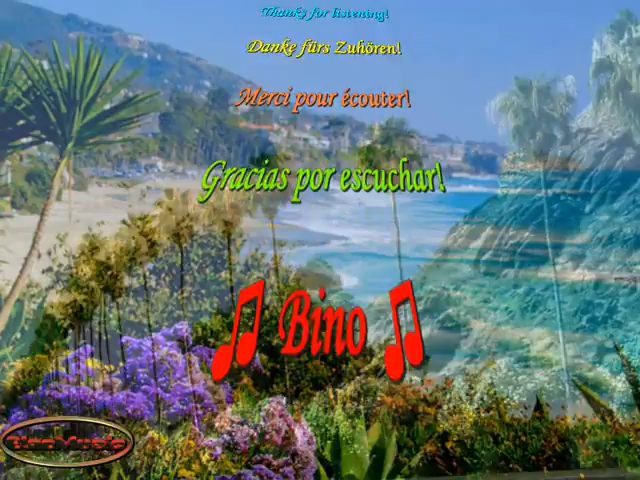 Thanks for listening!
Danke fürs Zuhören!
Merci pour écouter!
Gracias por escuchar!
Bino